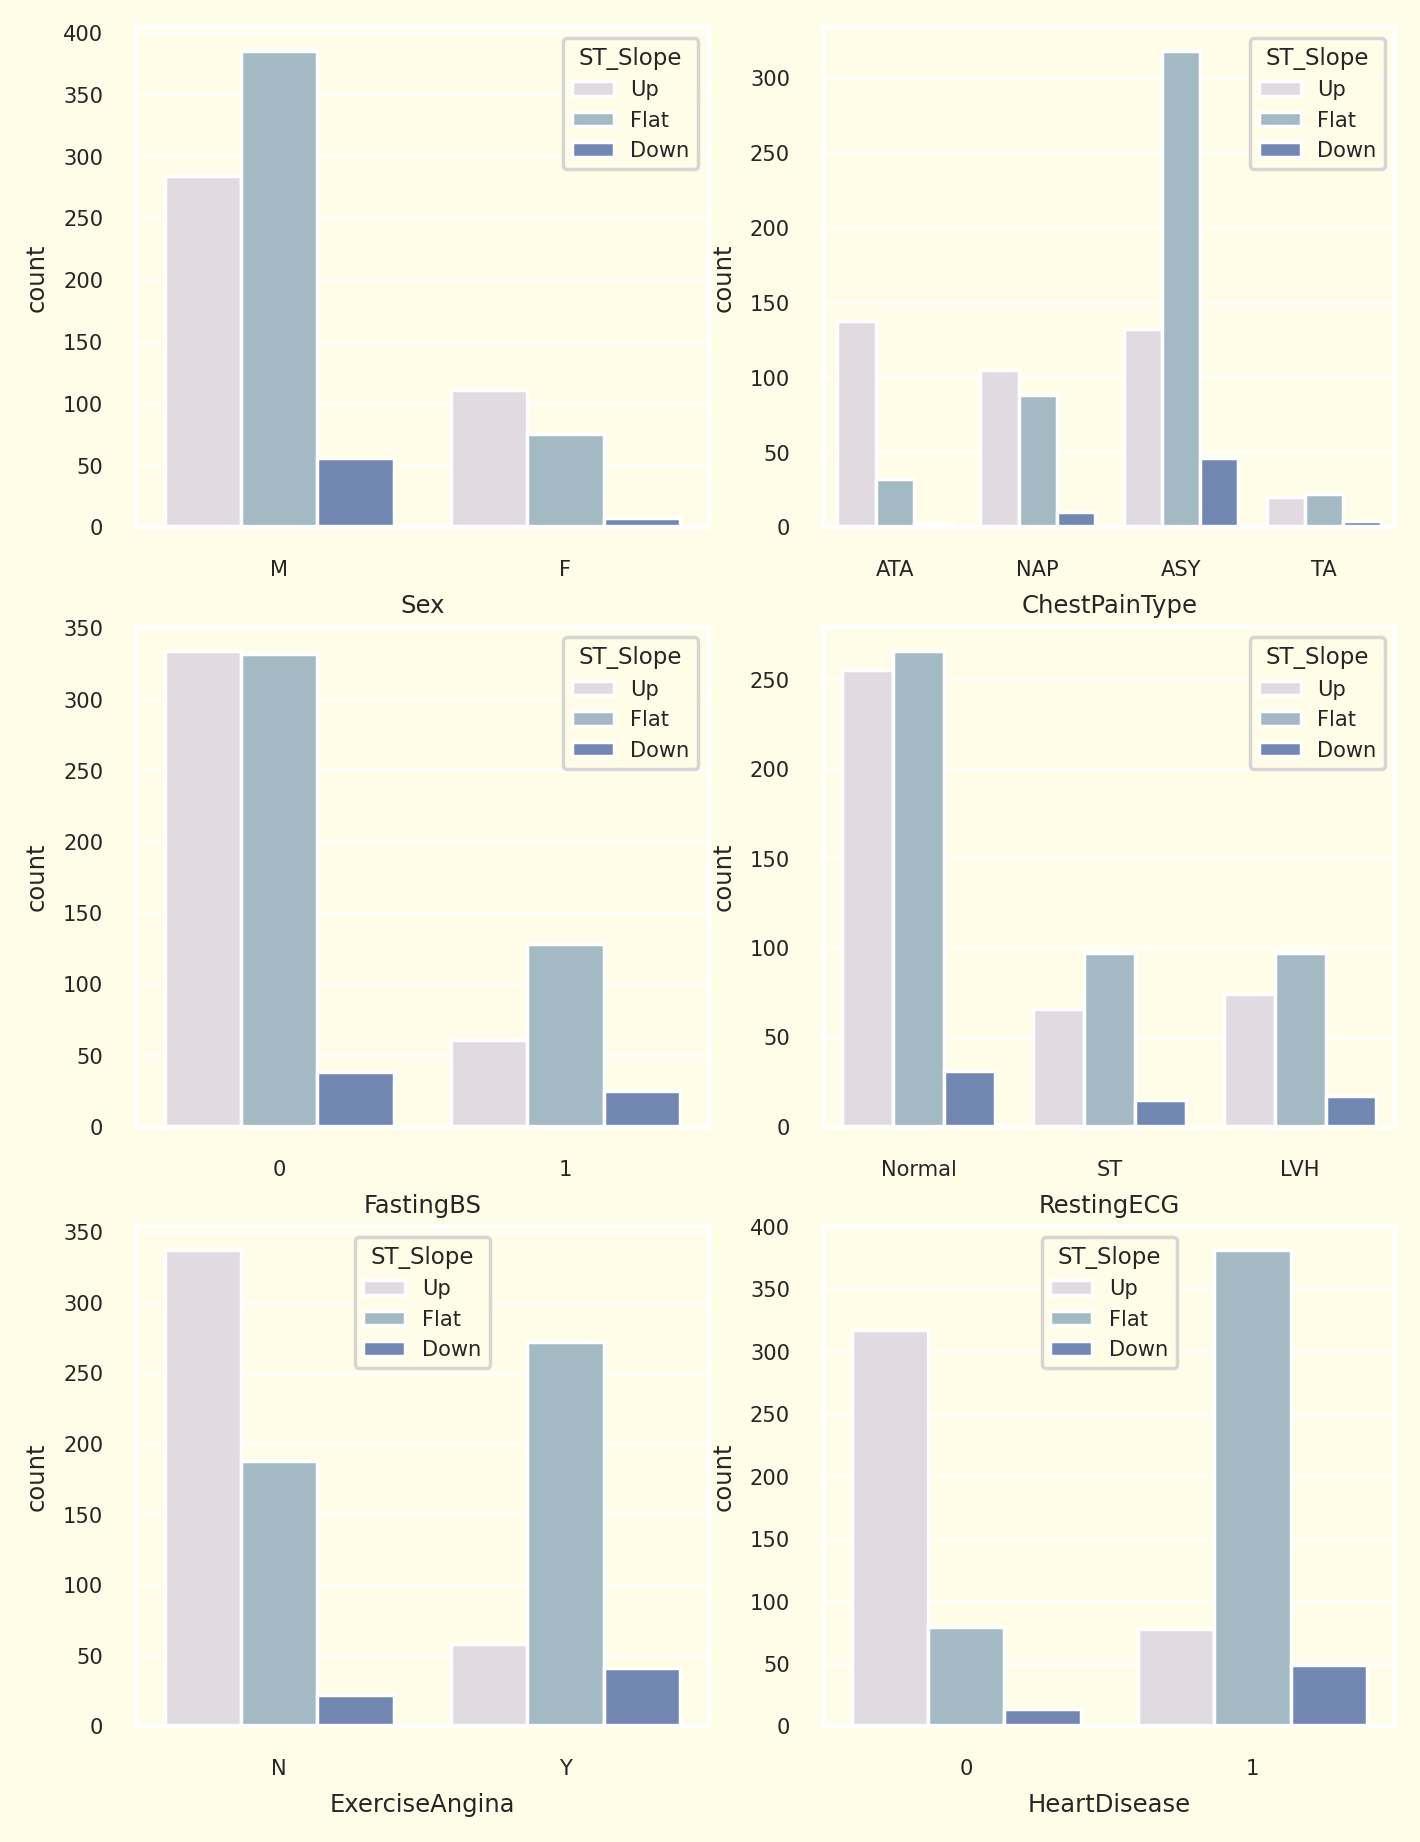 400
350
300
250
200
150
100
50
0
count
M F
Sex
ST_Slope
Up
Flat
Down
300
250
200
150
100
50
0
count
ATA NAP ASY TA
ChestPainType
ST_Slope
Up
Flat
Down
350
300
250
200
150
100
50
0
count
0 1
FastingBS
ST_Slope
Up
Flat
Down
250
200
150
100
50
0
count
Normal ST LVH
RestingECG
ST_Slope
Up
Flat
Down
350
300
250
200
150
100
50
0
count
N Y
ExerciseAngina
ST_Slope
Up
Flat
Down
400
350
300
250
200
150
100
50
0
count
0 1
HeartDisease
ST_Slope
Up
Flat
Down